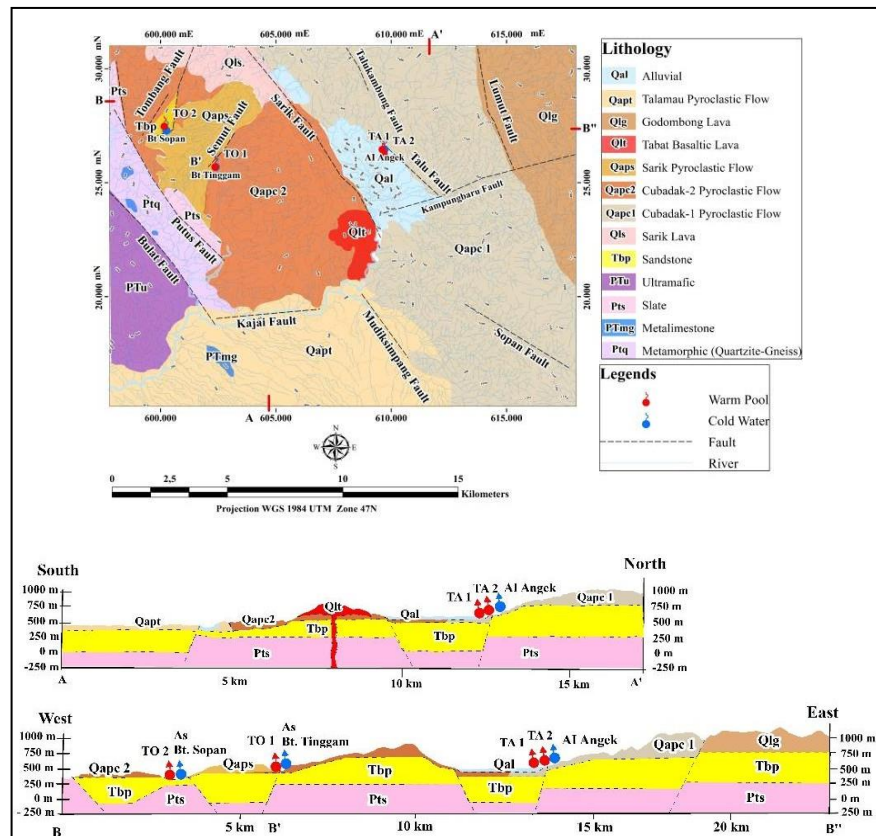 600.000 mE
605.000
610.000
A'
615.000
30.000 mN
25.000
20.000
30.000 mN
25.000
20.000
B
B"
Pts
Tombang Fault
Qls
Sarik Fault
Talukambung Fault
Lumut Fault
Qlg
TO 2
Tbp
Bt Sopan
Qaps
Semut Fault
B'
TO 1
Bt Tinggam
TA 1
TA 2
AI Angek
Qal
Talu Fault
Kampungbaru Fault
Qapc 2
Ptq
Pts
Putus Fault
Bulat Fault
PTu
Qlt
Qapc 1
Kajai Fault
PTmg
Qapt
Mudiksimpang Fault
Sopan Fault
600.000 mE
A
605.000
610.000
615.000
Lithology
Qal Alluvial
Qapt Talamau Pyroclastic Flow
Qlg Godombong Lava
Qlt Tabat Basaltic Lava
Qaps Sarik Pyroclastic Flow
Qapc2 Cubadak-2 Pyroclastic Flow
Qapc1 Cubadak-1 Pyroclastic Flow
Qls Sarik Lava
Tbp Sandstone
PTu Ultramafic
Pts Slate
PTmg Metalimestone
Ptq Metamorphic (Quartzite-Gneiss)
Legends
Warm Pool
Cold Water
Fault
River
N
W E
S
0 2,5 5 10 15
Kilometers
Projection WGS 1984 UTM Zone 47N
South
North
1000 m
750 m
500 m
250 m
0 m
-250 m
Qapt
Qapc2
Qlt
Tbp
Qal
Tbp
TA 1
TA 2
AI Angek
Qapc 1
Tbp
Tbp
Pts
Pts
1000 m
750 m
500 m
250 m
0 m
-250 m
A
5 km
10 km
15 km
A'
West
East
1000 m
750 m
500 m
250 m
0 m
-250 m
Qapc 2
TO 2
As
Bt. Sopan
Qaps
TO 1
As
Bt. Tinggam
Tbp
Pts
Tbp
Pts
Qal
Tbp
TA 1
TA 2
AI Angek
Qapc 1
Qlg
Tbp
Tbp
Pts
Pts
1000 m
750 m
500 m
250 m
0 m
-250 m
B
5 km
B'
10 km
15 km
20 km
B"